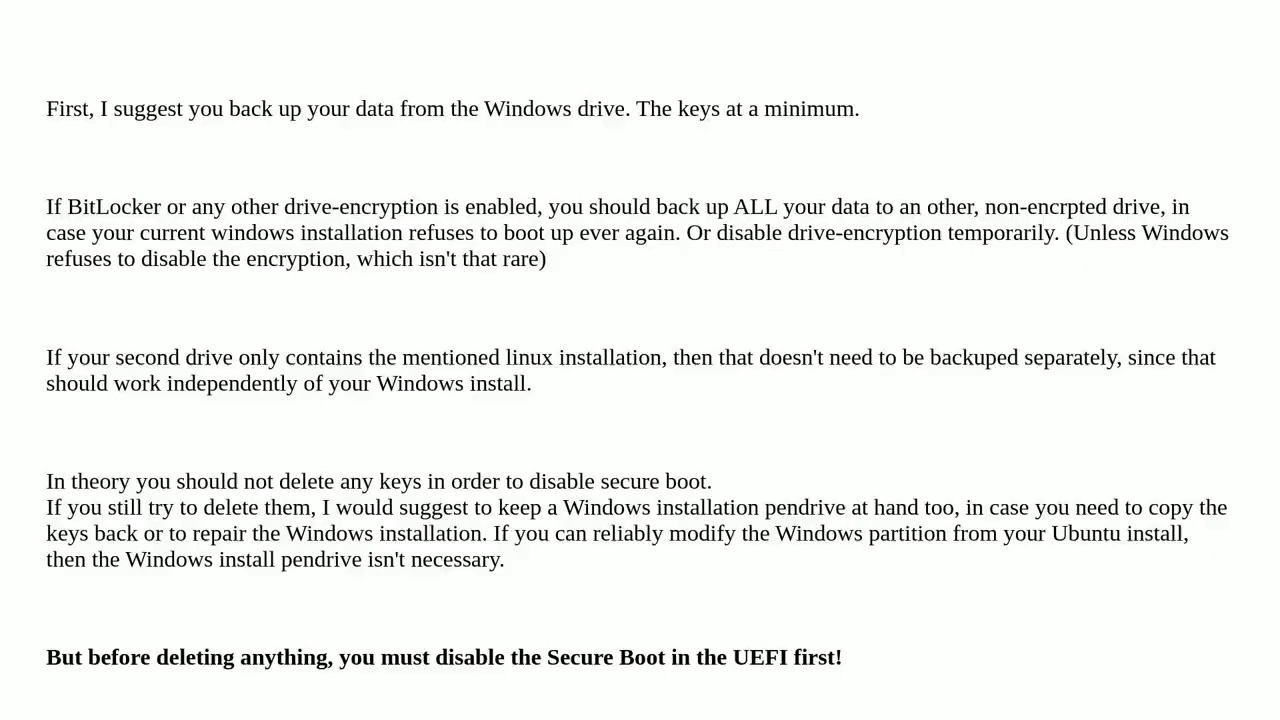 First, I suggest you back up your data from the Windows drive. The keys at a minimum.
If BitLocker or any other drive-encryption is enabled, you should back up ALL your data to an other, non-encrpted drive, in
case your current windows installation refuses to boot up ever again. Or disable drive-encryption temporarily. (Unless Windows
refuses to disable the encryption, which isn't that rare)
If your second drive only contains the mentioned linux installation, then that doesn't need to be backuped separately, since that
should work independently of your Windows install.
In theory you should not delete any keys in order to disable secure boot.
If you still try to delete them, I would suggest to keep a Windows installation pendrive at hand too, in case you need to copy the
keys back or to repair the Windows installation. If you can reliably modify the Windows partition from your Ubuntu install,
then the Windows install pendrive isn't necessary.
But before deleting anything, you must disable the Secure Boot in the UEFI first!